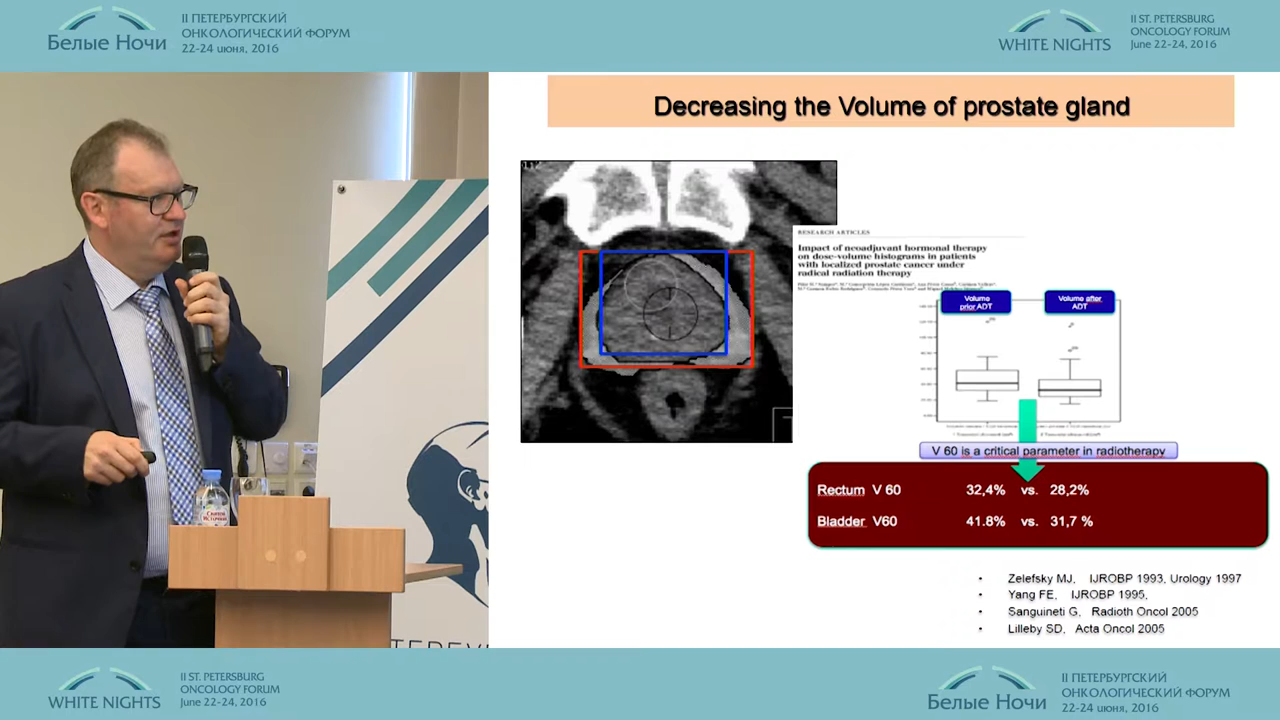 Белые Ночи
II ПЕТЕРБУРГСКИЙ
ОНКОЛОГИЧЕСКИЙ ФОРУМ
22-24 июня, 2016
WHITE NIGHTS
II ST. PETERSBURG
ONCOLOGY FORUM
June 22-24, 2016
Decreasing the Volume of prostate gland
RESEARCH ARTICLES
Impact of neoadjuvant hormonal therapy
on dose-volume histograms in patients
with localized prostate cancer under
radical radiation therapy
Volume
prior ADT
Volume after
ADT
V 60 is a critical parameter in radiotherapy
Rectum V 60 32,4% vs. 28,2%
Bladder V60 41.8% vs. 31,7 %
• Zelefsky MJ, IJROBP 1993, Urology 1997
• Yang FE, IJROBP 1995,
• Sanguineti G, Radioth Oncol 2005
• Lilleby SD, Acta Oncol 2005
Святой
Источник
WHITE NIGHTS
II ST. PETERSBURG
ONCOLOGY FORUM
June 22-24, 2016
Белые Ночи
II ПЕТЕРБУРГСКИЙ
ОНКОЛОГИЧЕСКИЙ ФОРУМ
22-24 июня, 2016